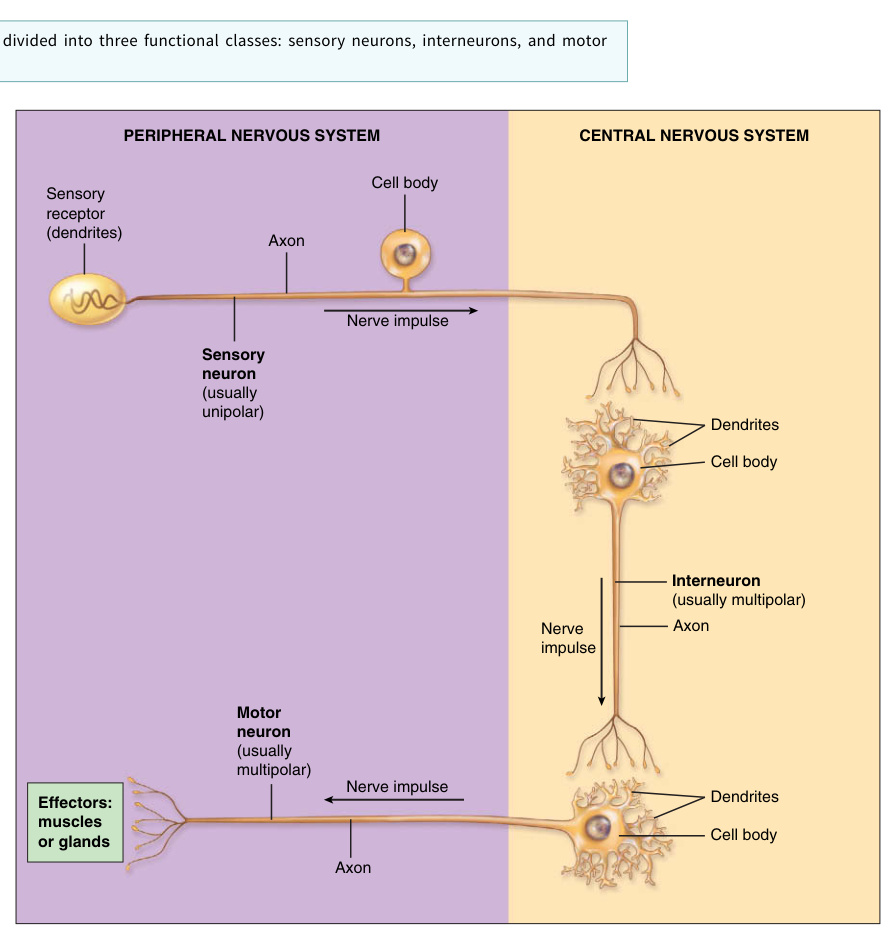 divided into three functional classes: sensory neurons, interneurons, and motor
PERIPHERAL NERVOUS SYSTEM
CENTRAL NERVOUS SYSTEM
Cell body
Sensory
receptor
(dendrites)
Axon
Nerve impulse
Sensory
neuron
(usually
unipolar)
Dendrites
Cell body
Interneuron
(usually multipolar)
Axon
Nerve
impulse
Motor
neuron
(usually
multipolar)
Nerve impulse
Effectors:
muscles
or glands
Axon
Dendrites
Cell body